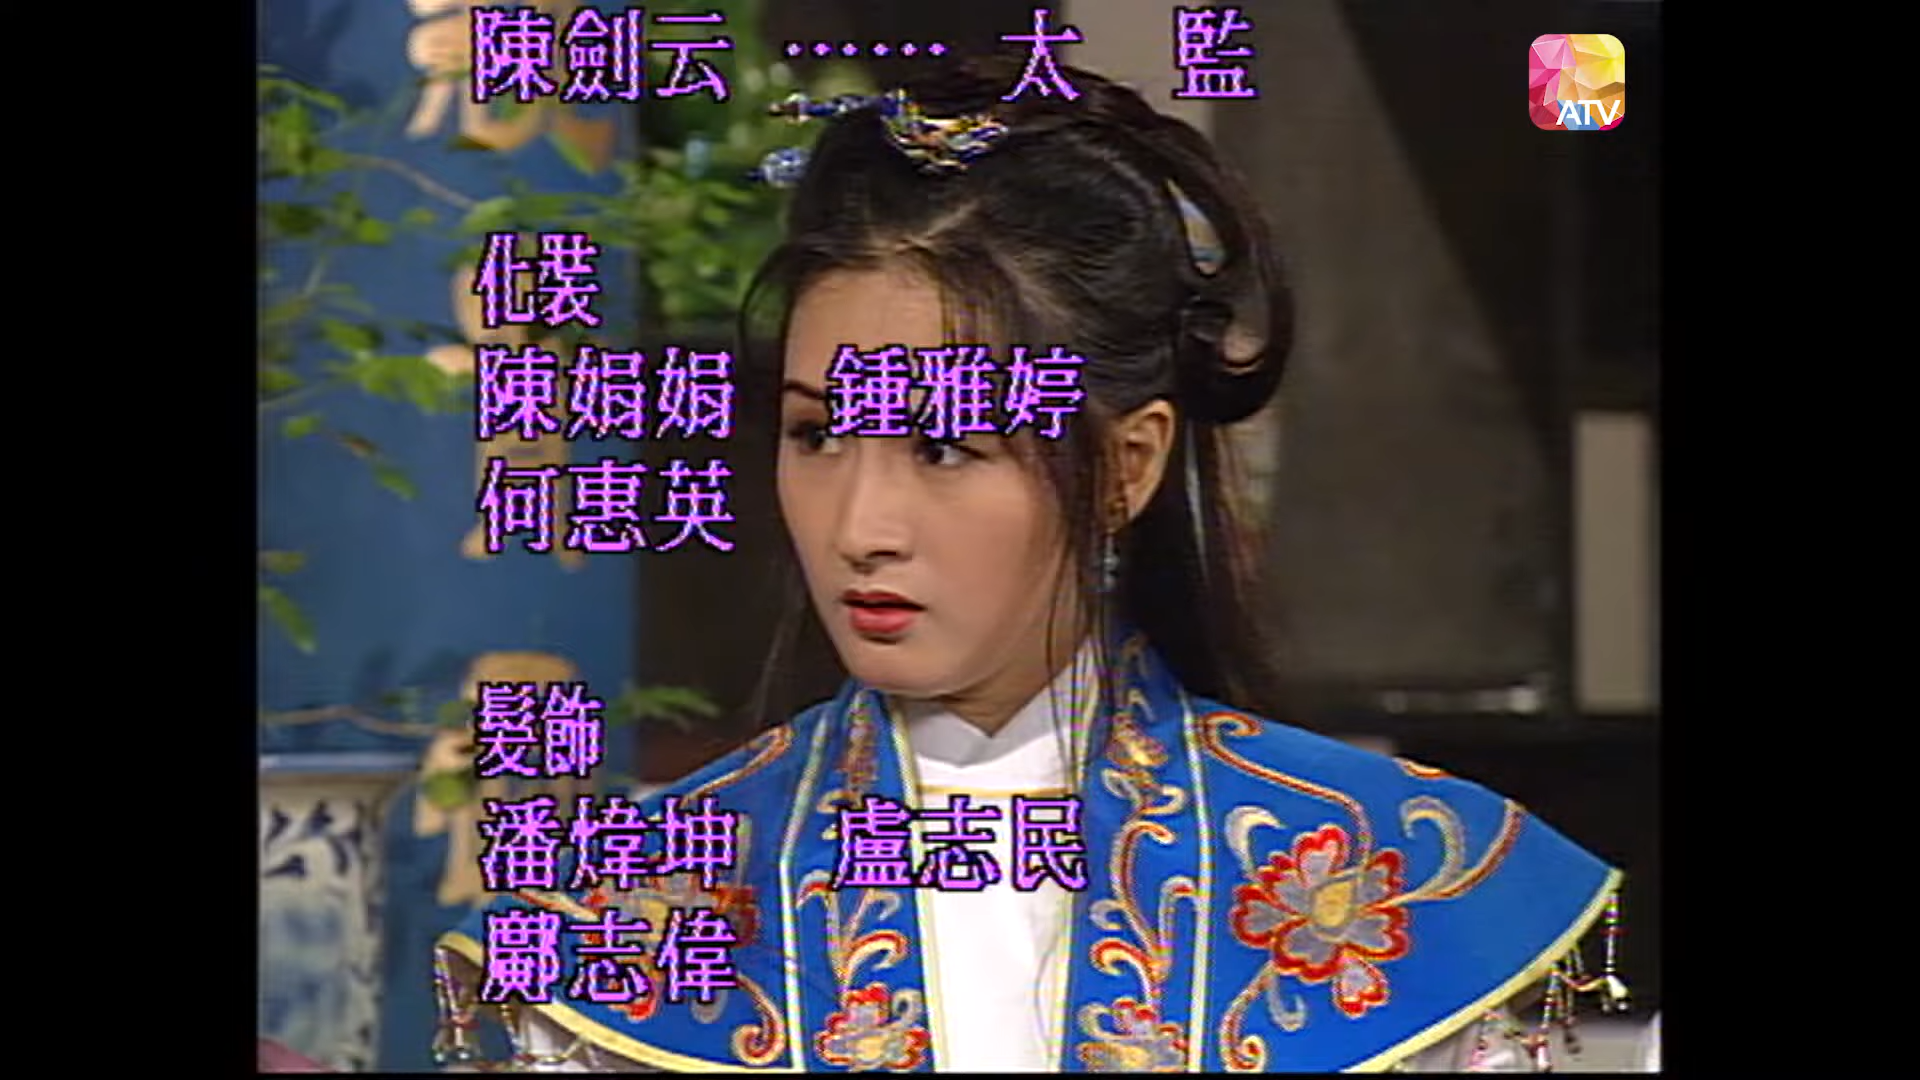 陳劍云 ⋯⋯ 太監
ATV
化裝
陳娟娟 鍾雅婷
何惠英
髮飾
潘煒坤 盧志民
鄺志偉